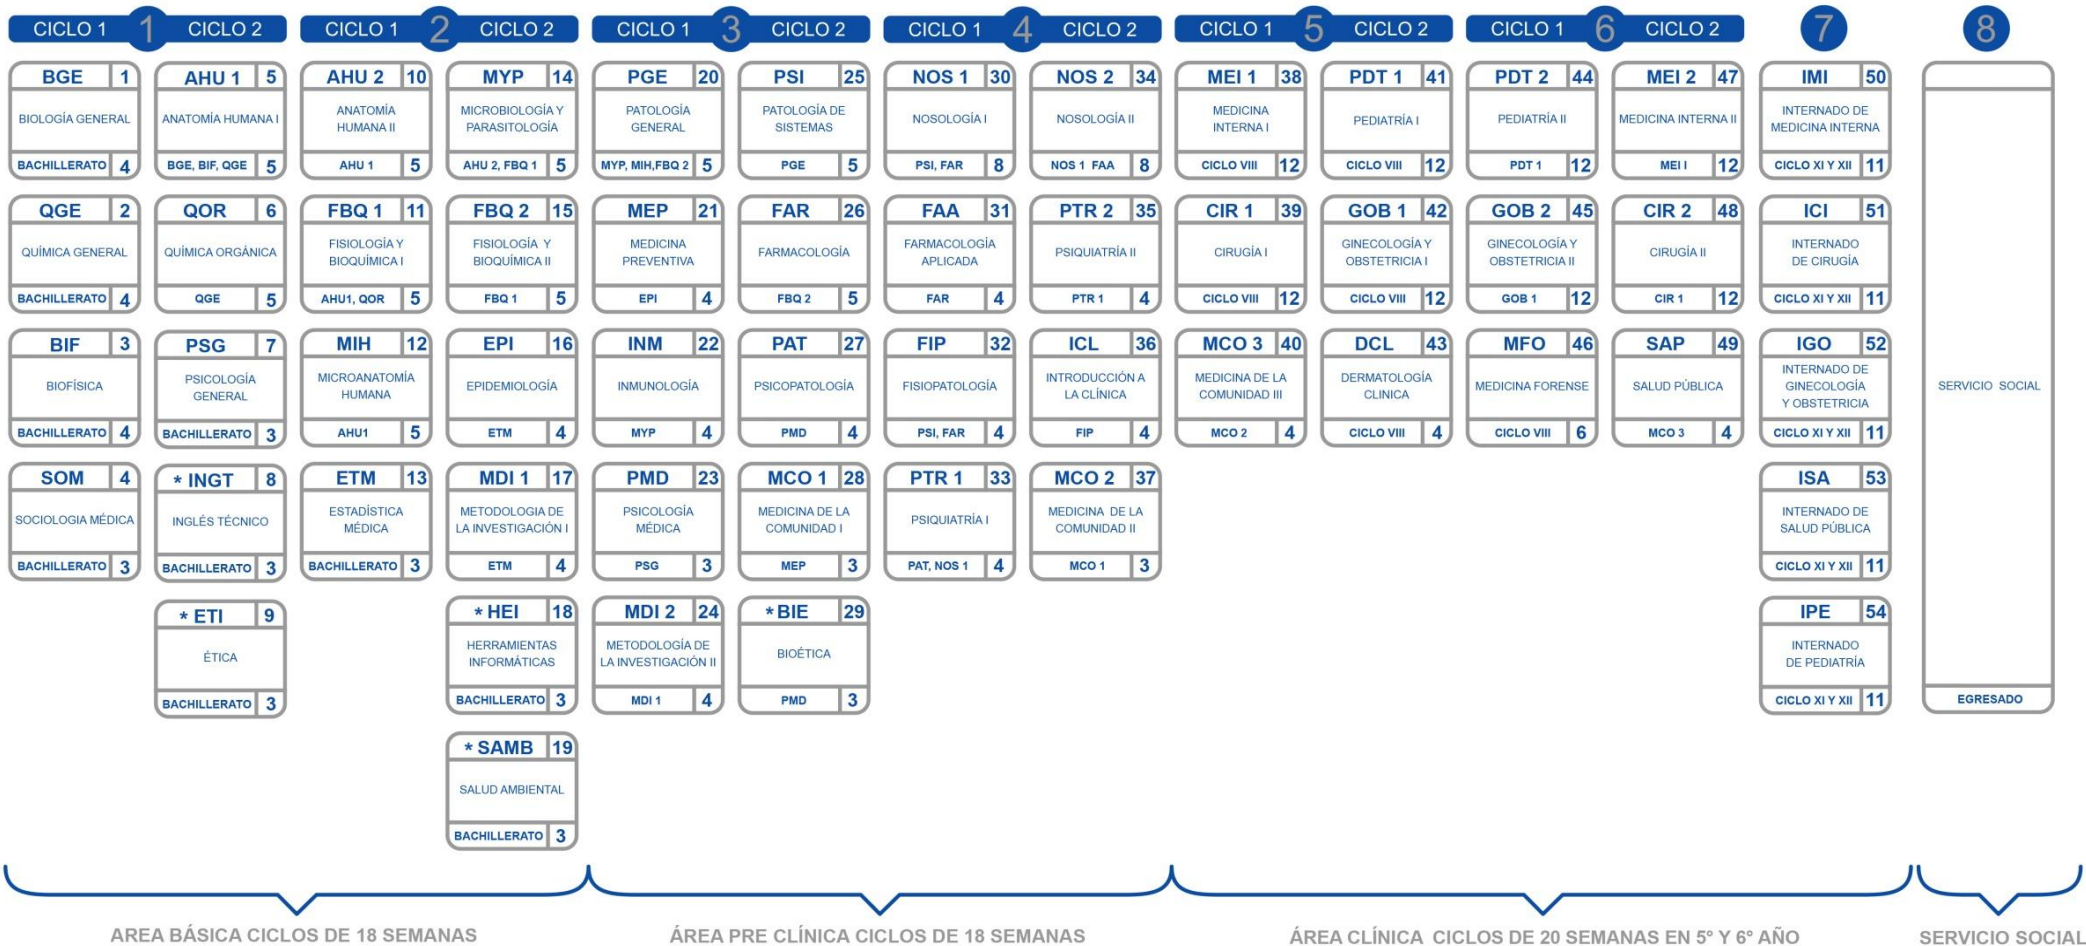 CICLO 1 1 CICLO 2
CICLO 1 2 CICLO 2
CICLO 1 3 CICLO 2
CICLO 1 4 CICLO 2
CICLO 1 5 CICLO 2
CICLO 1 6 CICLO 2
7
8
BGE 1
BIOLOGÍA GENERAL
BACHILLERATO 4
QGE 2
QUÍMICA GENERAL
BACHILLERATO 4
BIF 3
BIOFÍSICA
BACHILLERATO 4
SOM 4
SOCIOLOGIA MÉDICA
BACHILLERATO 3
AHU 1 5
ANATOMÍA HUMANA I
BGE, BIF, QGE 5
QOR 6
QUÍMICA ORGÁNICA
QGE 5
PSG 7
PSICOLOGÍA
GENERAL
BACHILLERATO 3
* INGT 8
INGLÉS TÉCNICO
BACHILLERATO 3
* ETI 9
ÉTICA
BACHILLERATO 3
AHU 2 10
ANATOMÍA
HUMANA II
AHU 1 5
FBQ 1 11
FISIOLOGÍA Y
BIOQUÍMICA I
AHU1, QOR 5
MIH 12
MICROANATOMÍA
HUMANA
AHU1 5
ETM 13
ESTADÍSTICA
MÉDICA
BACHILLERATO 3
MYP 14
MICROBIOLOGÍA Y
PARASITOLOGÍA
AHU 2, FBQ 1 5
FBQ 2 15
FISIOLOGÍA Y
BIOQUÍMICA II
FBQ 1 5
EPI 16
EPIDEMIOLOGÍA
ETM 4
MDI 1 17
METODOLOGIA DE
LA INVESTIGACIÓN I
ETM 4
* HEI 18
HERRAMIENTAS
INFORMÁTICAS
BACHILLERATO 3
* SAMB 19
SALUD AMBIENTAL
BACHILLERATO 3
PGE 20
PATOLOGÍA
GENERAL
MYP, MIH,FBQ 2 5
MEP 21
MEDICINA
PREVENTIVA
EPI 4
INM 22
INMUNOLOGÍA
MYP 4
PMD 23
PSICOLOGÍA
MÉDICA
PSG 3
MDI 2 24
METODOLOGÍA DE
LA INVESTIGACIÓN II
MDI 1 4
PSI 25
PATOLOGÍA DE
SISTEMAS
PGE 5
FAR 26
FARMACOLOGÍA
FBQ 2 5
PAT 27
PSICOPATOLOGÍA
PMD 4
MCO 1 28
MEDICINA DE LA
COMUNIDAD I
MEP 3
* BIE 29
BIOÉTICA
PMD 3
NOS 1 30
NOSOLOGÍA I
PSI, FAR 8
FAA 31
FARMACOLOGÍA
APLICADA
FAR 4
FIP 32
FISIOPATOLOGÍA
PSI, FAR 4
PTR 1 33
PSIQUIATRÍA I
PAT, NOS 1 4
NOS 2 34
NOSOLOGÍA II
NOS 1 FAA 8
PTR 2 35
PSIQUIATRÍA II
PTR 1 4
ICL 36
INTRODUCCIÓN A
LA CLÍNICA
FIP 4
MCO 2 37
MEDICINA DE LA
COMUNIDAD II
MCO 1 3
MEI 1 38
MEDICINA
INTERNA I
CICLO VIII 12
CIR 1 39
CIRUGÍA I
CICLO VIII 12
MCO 3 40
MEDICINA DE LA
COMUNIDAD III
MCO 2 4
PDT 1 41
PEDIATRÍA I
CICLO VIII 12
GOB 1 42
GINECOLOGÍA Y
OBSTETRICIA I
CICLO VIII 12
DCL 43
DERMATOLOGÍA
CLINICA
CICLO VIII 4
PDT 2 44
PEDIATRÍA II
PDT 1 12
GOB 2 45
GINECOLOGÍA Y
OBSTETRICIA II
GOB 1 12
MFO 46
MEDICINA FORENSE
CICLO VIII 6
MEI 2 47
MEDICINA INTERNA II
MEI I 12
CIR 2 48
CIRUGÍA II
CIR 1 12
SAP 49
SALUD PÚBLICA
MCO 3 4
IMI 50
INTERNADO DE
MEDICINA INTERNA
CICLO XI Y XII 11
ICI 51
INTERNADO
DE CIRUGÍA
CICLO XI Y XII 11
IGO 52
INTERNADO DE
GINECOLOGÍA
Y OBSTETRICIA
CICLO XI Y XII 11
ISA 53
INTERNADO DE
SALUD PÚBLICA
CICLO XI Y XII 11
IPE 54
INTERNADO
DE PEDIATRÍA
CICLO XI Y XII 11
SERVICIO SOCIAL
EGRESADO
AREA BÁSICA CICLOS DE 18 SEMANAS
ÁREA PRE CLÍNICA CICLOS DE 18 SEMANAS
ÁREA CLÍNICA CICLOS DE 20 SEMANAS EN 5° Y 6° AÑO
SERVICIO SOCIAL